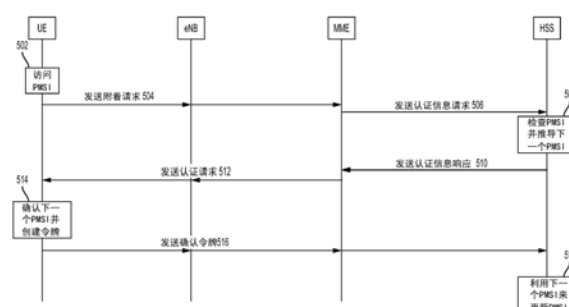 UE
eNB
MME
HSS
502
访问
PMSI
发送附着请求 504
发送认证信息请求 506
检查PMSI
并推导下
一个PMSI
发送认证信息响应 510
发送认证请求 512
514
确认下一
个PMSI并
创建令牌
发送确认令牌516
利用下一
个PMSI来